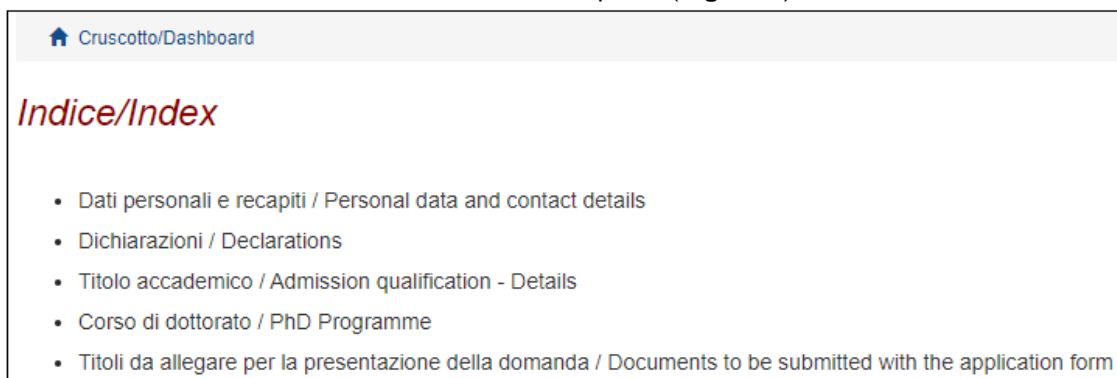 Cruscotto/Dashboard
Indice/Index
• Dati personali e recapiti / Personal data and contact details
• Dichiarazioni / Declarations
• Titolo accademico / Admission qualification - Details
• Corso di dottorato / PhD Programme
• Titoli da allegare per la presentazione della domanda / Documents to be submitted with the application form